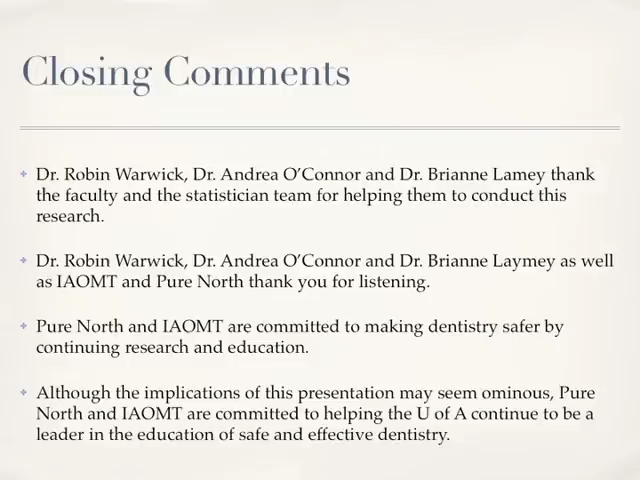 Closing Comments
Dr. Robin Warwick, Dr. Andrea O'Connor and Dr. Brianne Lamey thank
the faculty and the statistician team for helping them to conduct this
research.
Dr. Robin Warwick, Dr. Andrea O'Connor and Dr. Brianne Laymey as well
as IAOMT and Pure North thank you for listening.
Pure North and IAOMT are committed to making dentistry safer by
continuing research and education.
Although the implications of this presentation may seem ominous, Pure
North and IAOMT are committed to helping the U of A continue to be a
leader in the education of safe and effective dentistry.